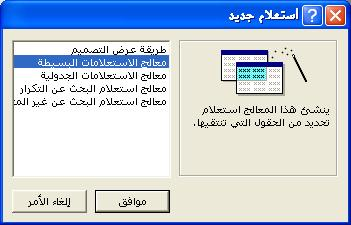 استعلام جديد
طريقة عرض التصميم
معالج الاستعلامات البسيطة
معالج الاستعلامات الجدولية
معالج استعلام البحث عن التكرار
معالج استعلام البحث عن غير المت
ينشئ هذا المعالج استعلام
تحديد من الحقول التي تنتقيها.
موافق
إلغاء الأمر